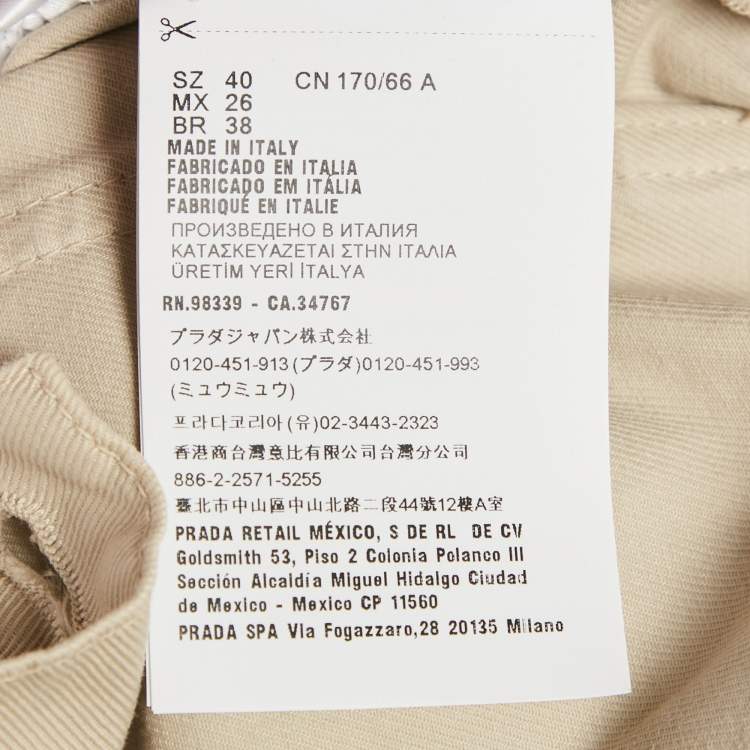 SZ 40 CN 170/66 A
MX 26
BR 38
MADE IN ITALY
FABRICADO EN ITALIA
FABRICADO EM ITÁLIA
FABRIQUÉ EN ITALIE
ПРОИЗВЕДЕНО В ИТАЛИЯ
ΚΑΤΑΣΚΕΥΑΖΕΤΑΙ ΣΤΗΝ ΙΤΑΛΙΑ
ÜRETİM YERİ İTALYA
RN.98339 - CA.34767
プラダジャパン株式会社
0120-451-913(プラダ)0120-451-993
(ミュウミュウ)
프라다코리아(유)02-3443-2323
香港商台灣意比有限公司台灣分公司
886-2-2571-5255
臺北市中山區中山北路二段44號12樓A室
PRADA RETAIL MÉXICO, S DE RL DE CV
Goldsmith 53, Piso 2 Colonia Polanco III
Sección Alcaldía Miguel Hidalgo Ciudad
de Mexico - Mexico CP 11560
PRADA SPA Via Fogazzaro,28 20135 Milano